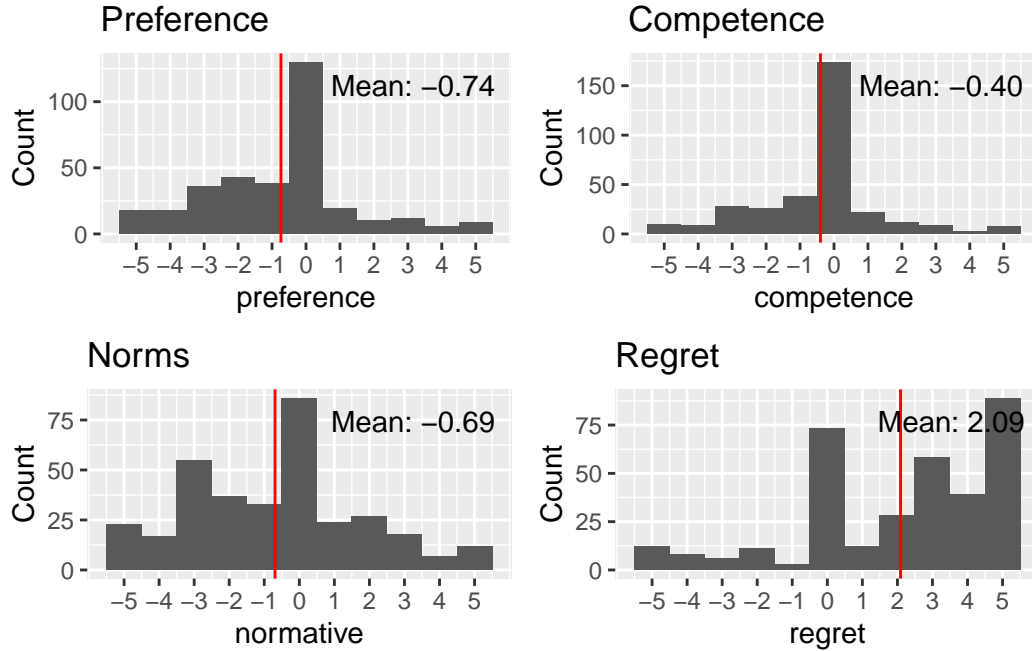 Preference
Mean: −0.74
Count
100
50
0
−5 −4 −3 −2 −1 0 1 2 3 4 5
preference
Competence
Mean: −0.40
Count
150
100
50
0
−5 −4 −3 −2 −1 0 1 2 3 4 5
competence
Norms
Mean: −0.69
Count
75
50
25
0
−5 −4 −3 −2 −1 0 1 2 3 4 5
normative
Regret
Mean: 2.09
Count
75
50
25
0
−5 −4 −3 −2 −1 0 1 2 3 4 5
regret